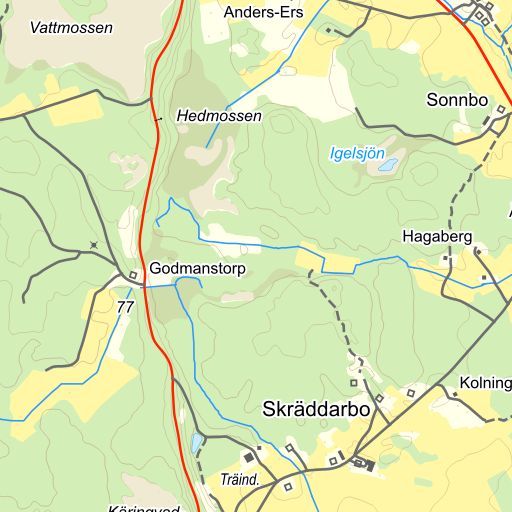 Anders-Ers
Vattmossen
Sonnbo
Hedmossen
Igelsjön
Hagaberg
Godmanstorp
77
Kolning
Skräddarbo
Träind.